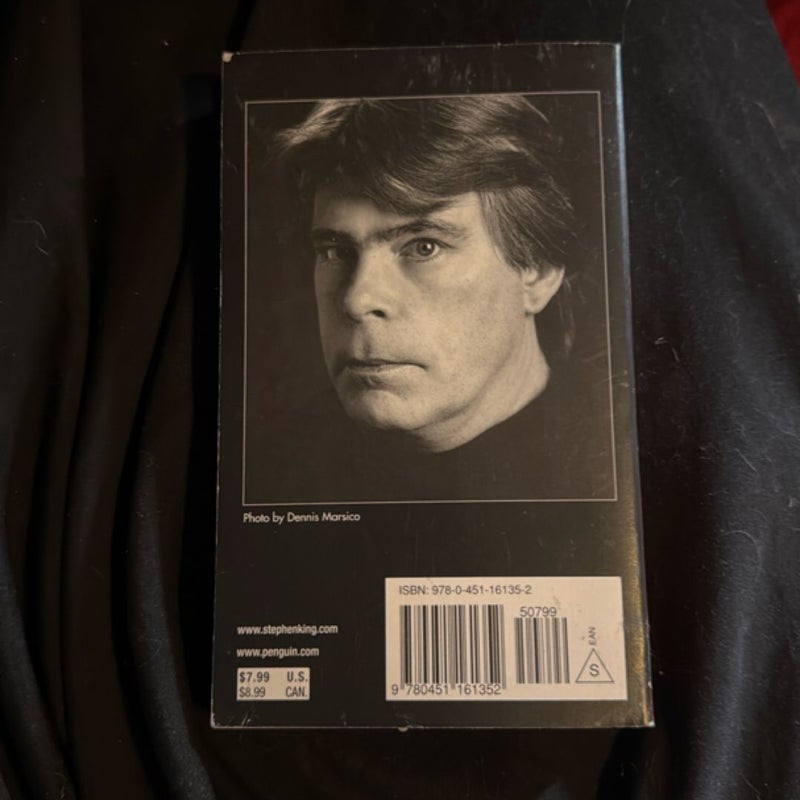 Photo by Dennis Marsico
ISBN: 978-0-451-16135-2
50799
EAN
S
9 780451 161352
www.stephenking.com
www.penguin.com
$7.99 U.S.
$8.99 CAN.